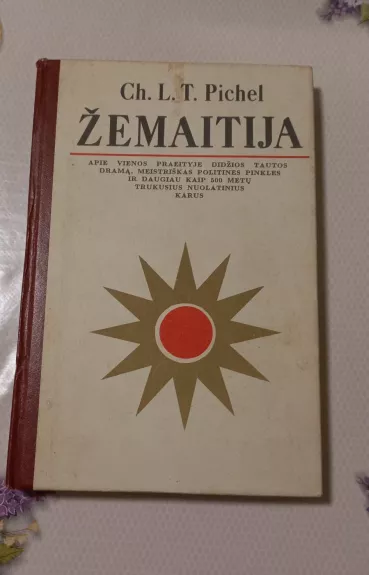 Ch. L. T. Pichel
ŽEMAITIJA
APIE VIENOS PRAEITYJE DIDŽIOS TAUTOS
DRAMĄ, MEISTRIŠKAS POLITINES PINKLES
IR DAUGIAU KAIP 500 METŲ
TRUKUSIUS NUOLATINIUS
KARUS